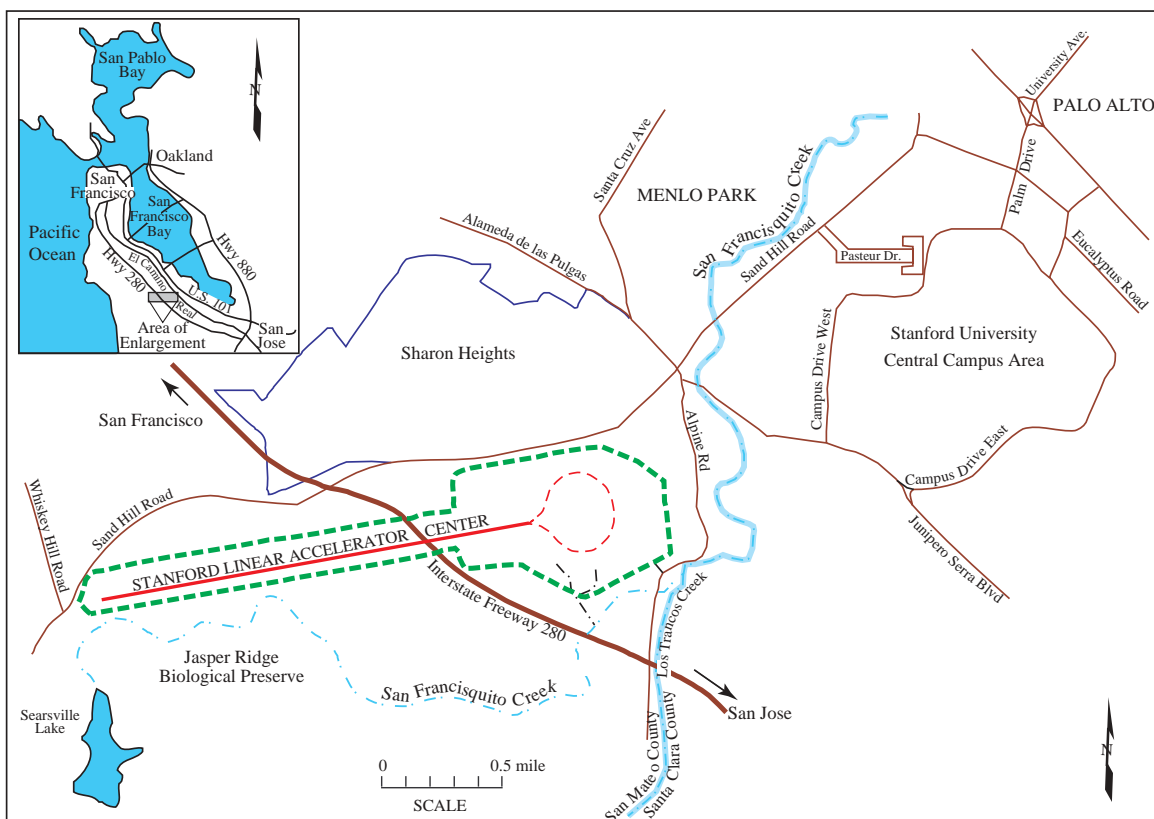 San Pablo
Bay
N
Oakland
San
Francisco
San
Francisco
Bay
Pacific
Ocean
Hwy 280
El Camino
Real
Hwy 880
U.S. 101
Area of
Enlargement
San
Jose
University Ave.
PALO ALTO
Palm Drive
Santa Cruz Ave
MENLO PARK
San Francisquito Creek
Sand Hill Road
Pasteur Dr.
Eucalyptus Road
Alameda de las Pulgas
Sharon Heights
Stanford University
Central Campus Area
Campus Drive West
San Francisco
Alpine Rd
Campus Drive East
Whiskey Hill Road
Sand Hill Road
STANFORD LINEAR ACCELERATOR CENTER
Junipero Serra Blvd
Interstate Freeway 280
Los Trancos Creek
Jasper Ridge
Biological Preserve
San Francisquito Creek
Searsville
Lake
San Jose
San Mateo County
Santa Clara County
0 0.5 mile
SCALE
N